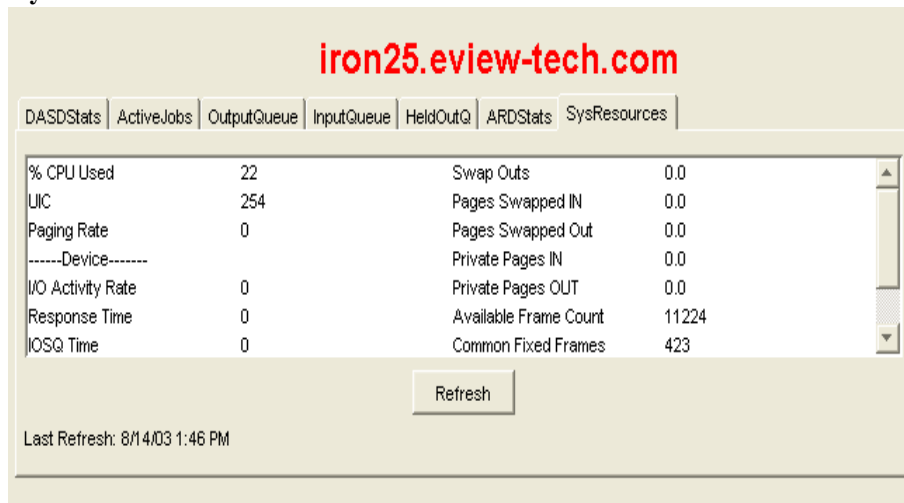 iron25.eview-tech.com
DASDStats ActiveJobs OutputQueue InputQueue HeldOutQ ARDStats SysResources
% CPU Used 22 Swap Outs 0.0
UIC 254 Pages Swapped IN 0.0
Paging Rate 0 Pages Swapped Out 0.0
------Device------- Private Pages IN 0.0
I/O Activity Rate 0 Private Pages OUT 0.0
Response Time 0 Available Frame Count 11224
IOSQ Time 0 Common Fixed Frames 423
Refresh
Last Refresh: 8/14/03 1:46 PM